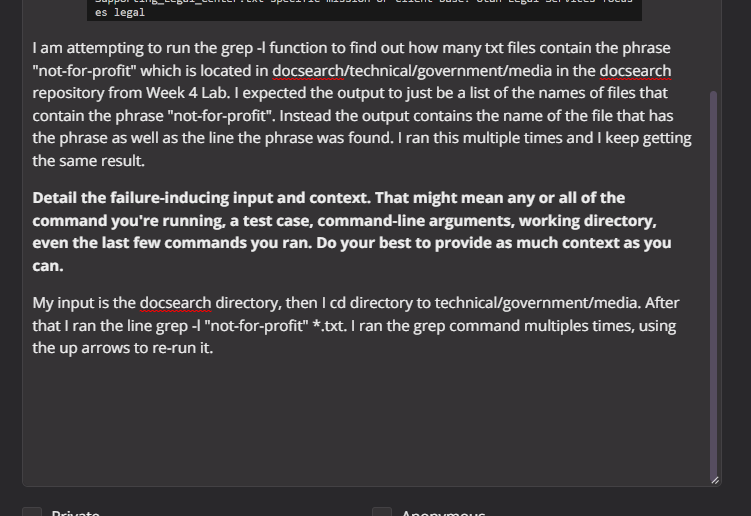 es legal
I am attempting to run the grep -l function to find out how many txt files contain the phrase
"not-for-profit" which is located in docsearch/technical/government/media in the docsearch
repository from Week 4 Lab. I expected the output to just be a list of the names of files that
contain the phrase "not-for-profit". Instead the output contains the name of the file that has
the phrase as well as the line the phrase was found. I ran this multiple times and I keep getting
the same result.
Detail the failure-inducing input and context. That might mean any or all of the
command you're running, a test case, command-line arguments, working directory,
even the last few commands you ran. Do your best to provide as much context as you
can.
My input is the docsearch directory, then I cd directory to technical/government/media. After
that I ran the line grep -l "not-for-profit" *.txt. I ran the grep command multiples times, using
the up arrows to re-run it.
Private
Anonymous